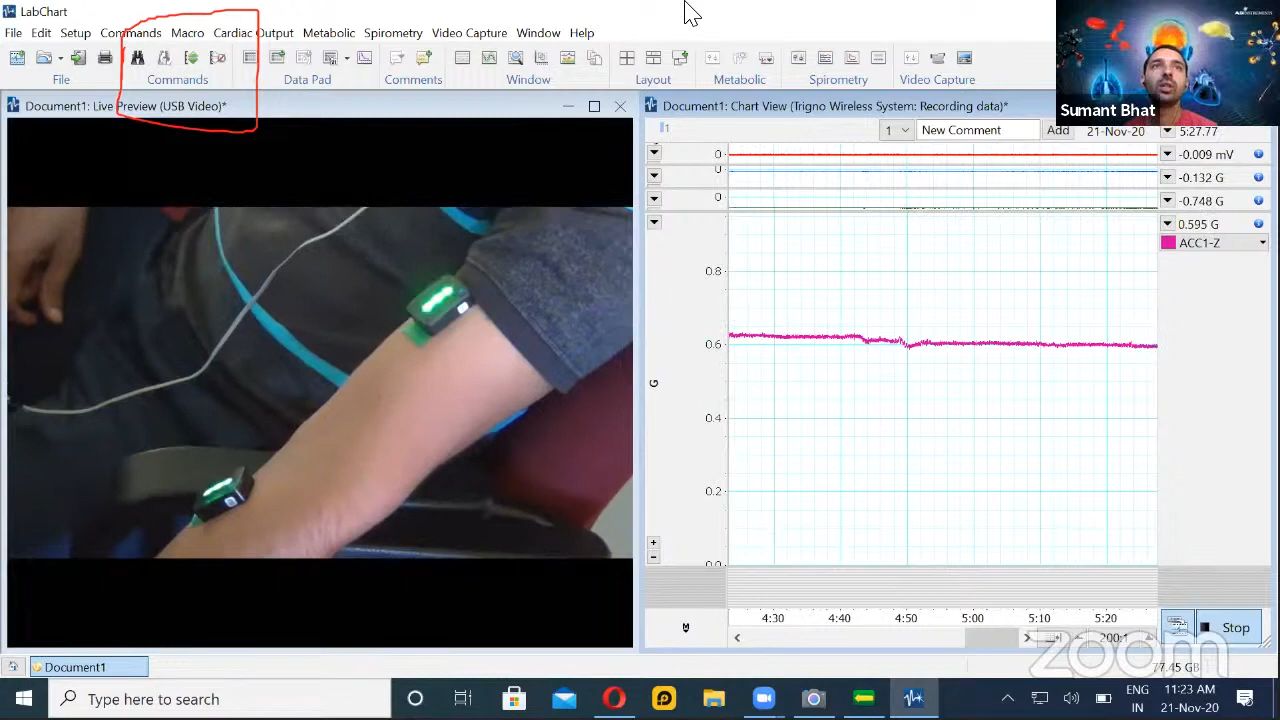 LabChart
File Edit Setup Commands Macro Cardiac Output Metabolic Spirometry Video Capture Window Help
File Commands Data Pad Comments Window Layout Metabolic Spirometry Video Capture
ADINSTRUMENTS
Sumant Bhat
Document1: Live Preview (USB Video)*
Document1: Chart View (Trigno Wireless System: Recording data)*
1
1 New Comment Add 21-Nov-20 5:27.77
0 -0.009 mV
0 -0.132 G
0 -0.748 G
0.595 G
ACC1-Z
0.8
0.6
G
0.4
0.2
0.0
4:30 4:40 4:50 5:00 5:10 5:20
M
200:1
Stop
zoom
Document1
77.45 GB
Type here to search
ENG
IN
11:23 AM
21-Nov-20